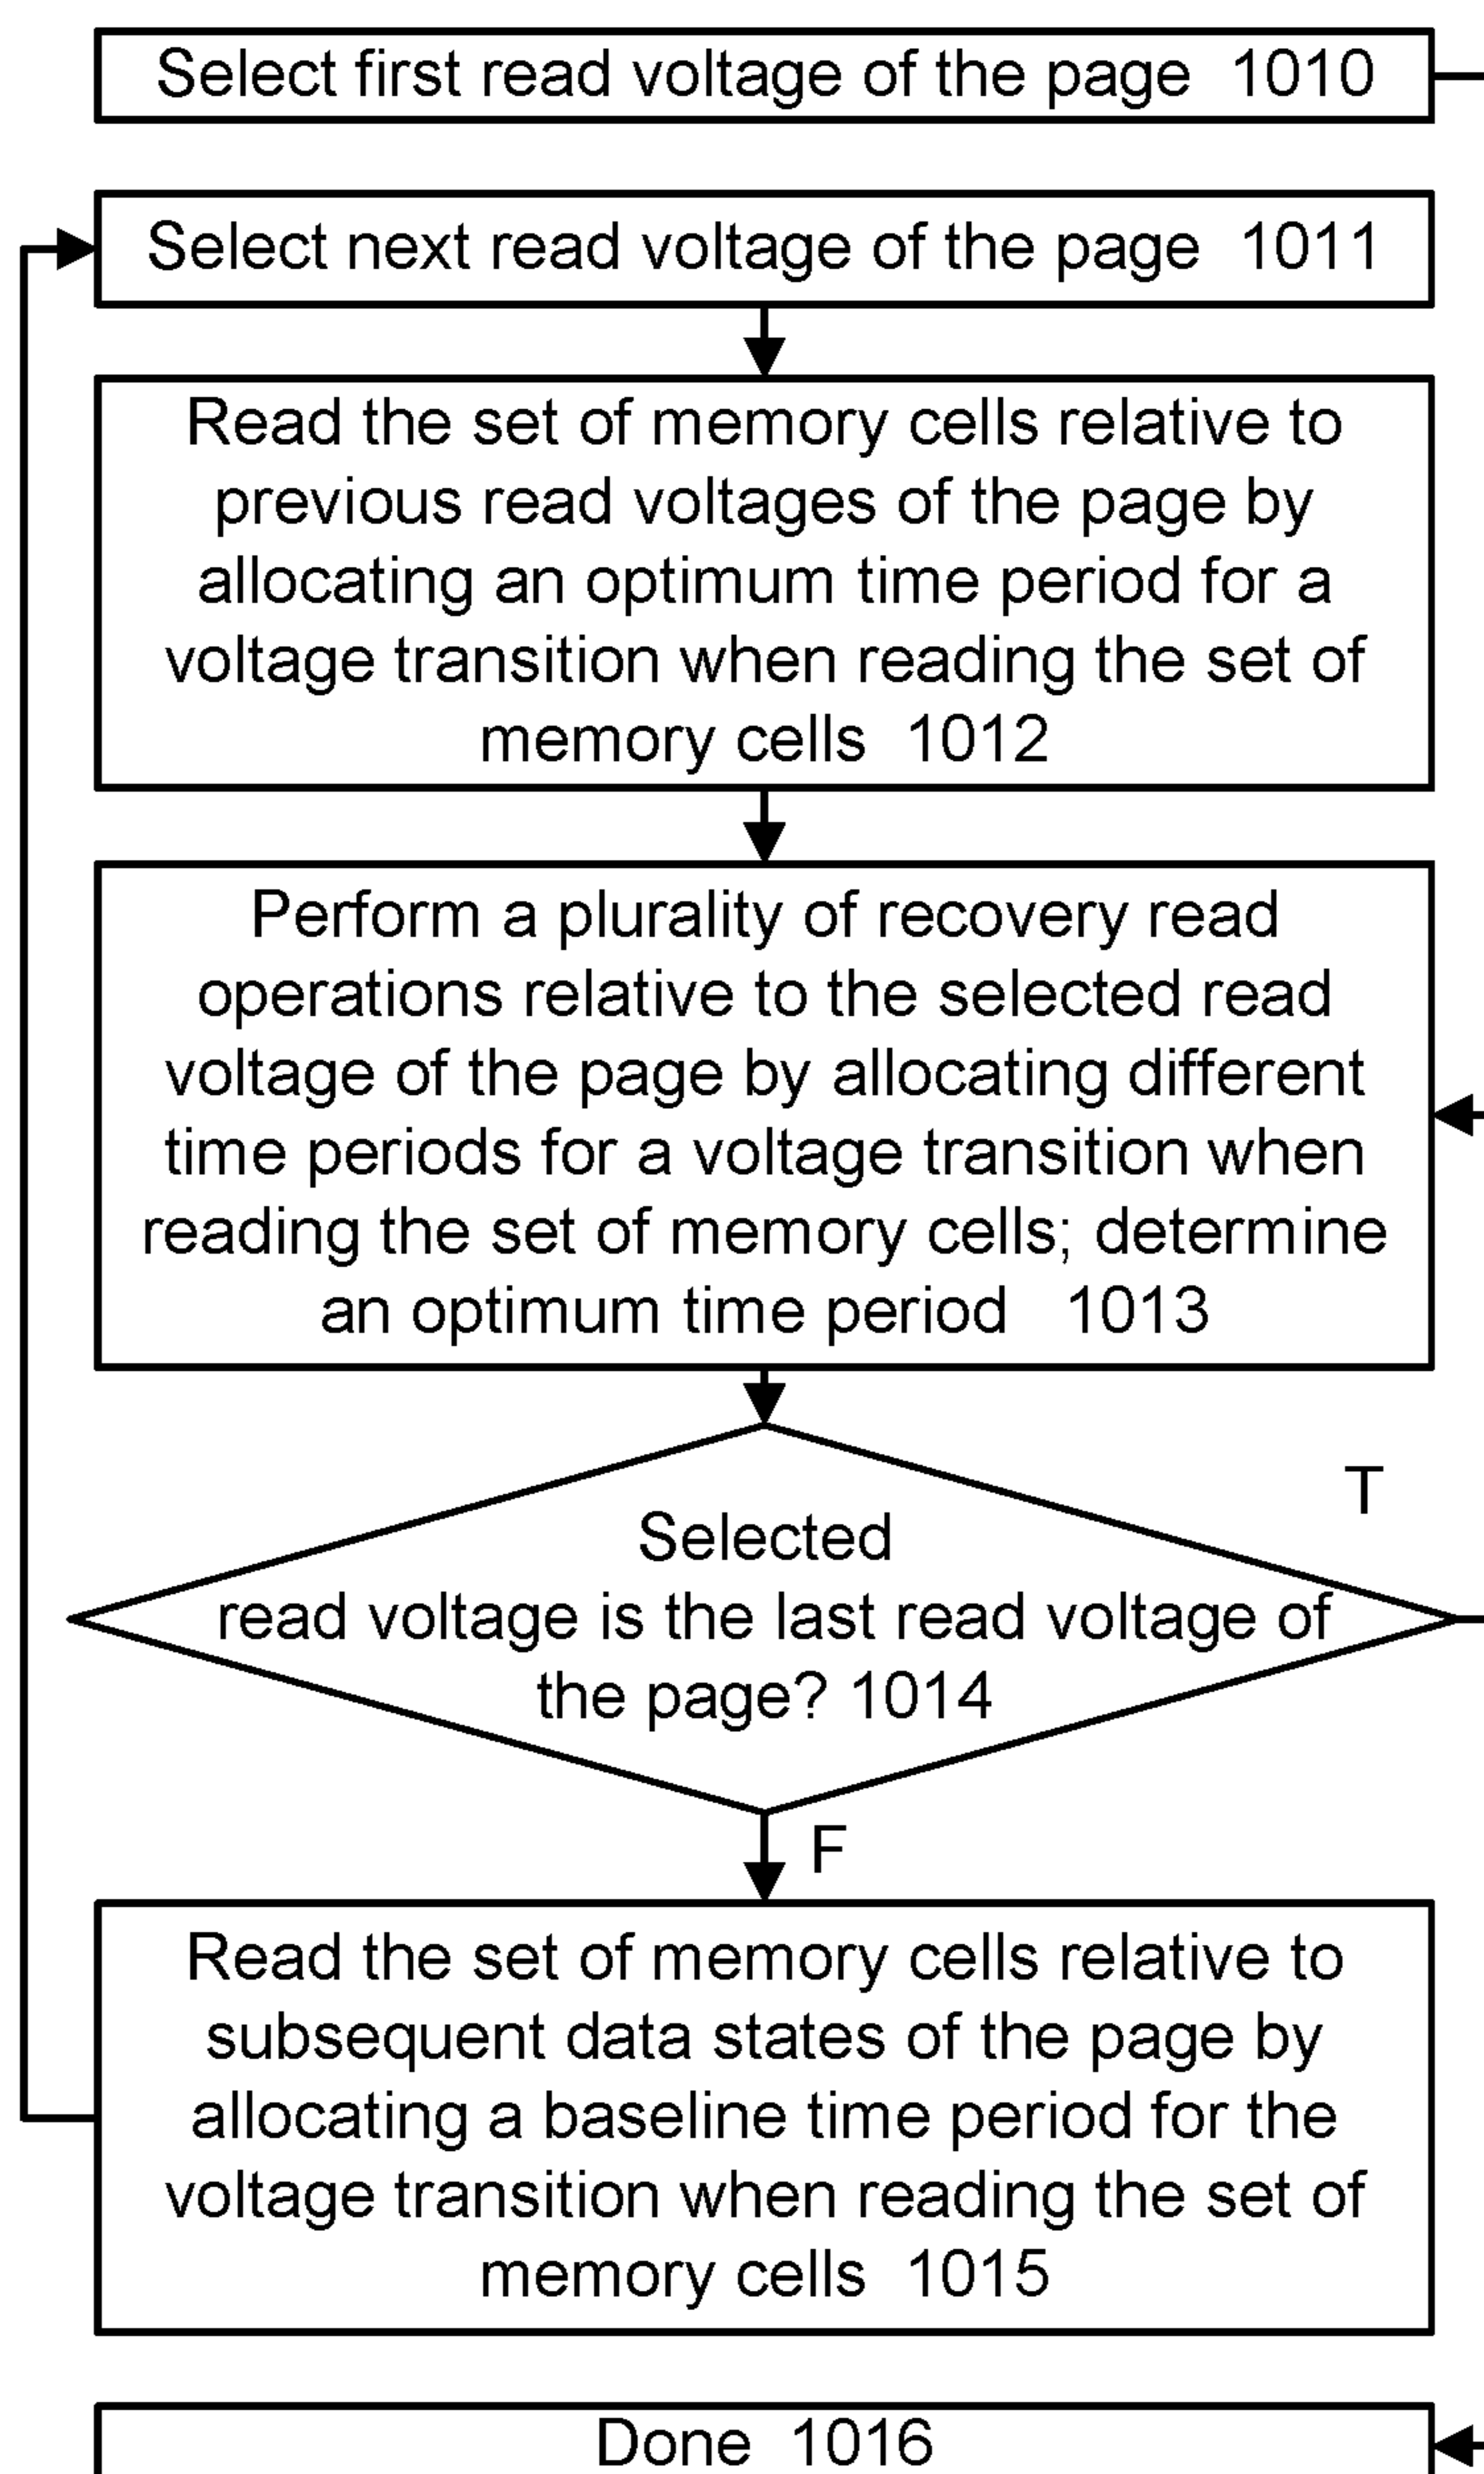 Select first read voltage of the page 1010
Select next read voltage of the page 1011
Read the set of memory cells relative to
previous read voltages of the page by
allocating an optimum time period for a
voltage transition when reading the set of
memory cells 1012
Perform a plurality of recovery read
operations relative to the selected read
voltage of the page by allocating different
time periods for a voltage transition when
reading the set of memory cells; determine
an optimum time period 1013
T
Selected
read voltage is the last read voltage of
the page? 1014
F
Read the set of memory cells relative to
subsequent data states of the page by
allocating a baseline time period for the
voltage transition when reading the set of
memory cells 1015
Done 1016